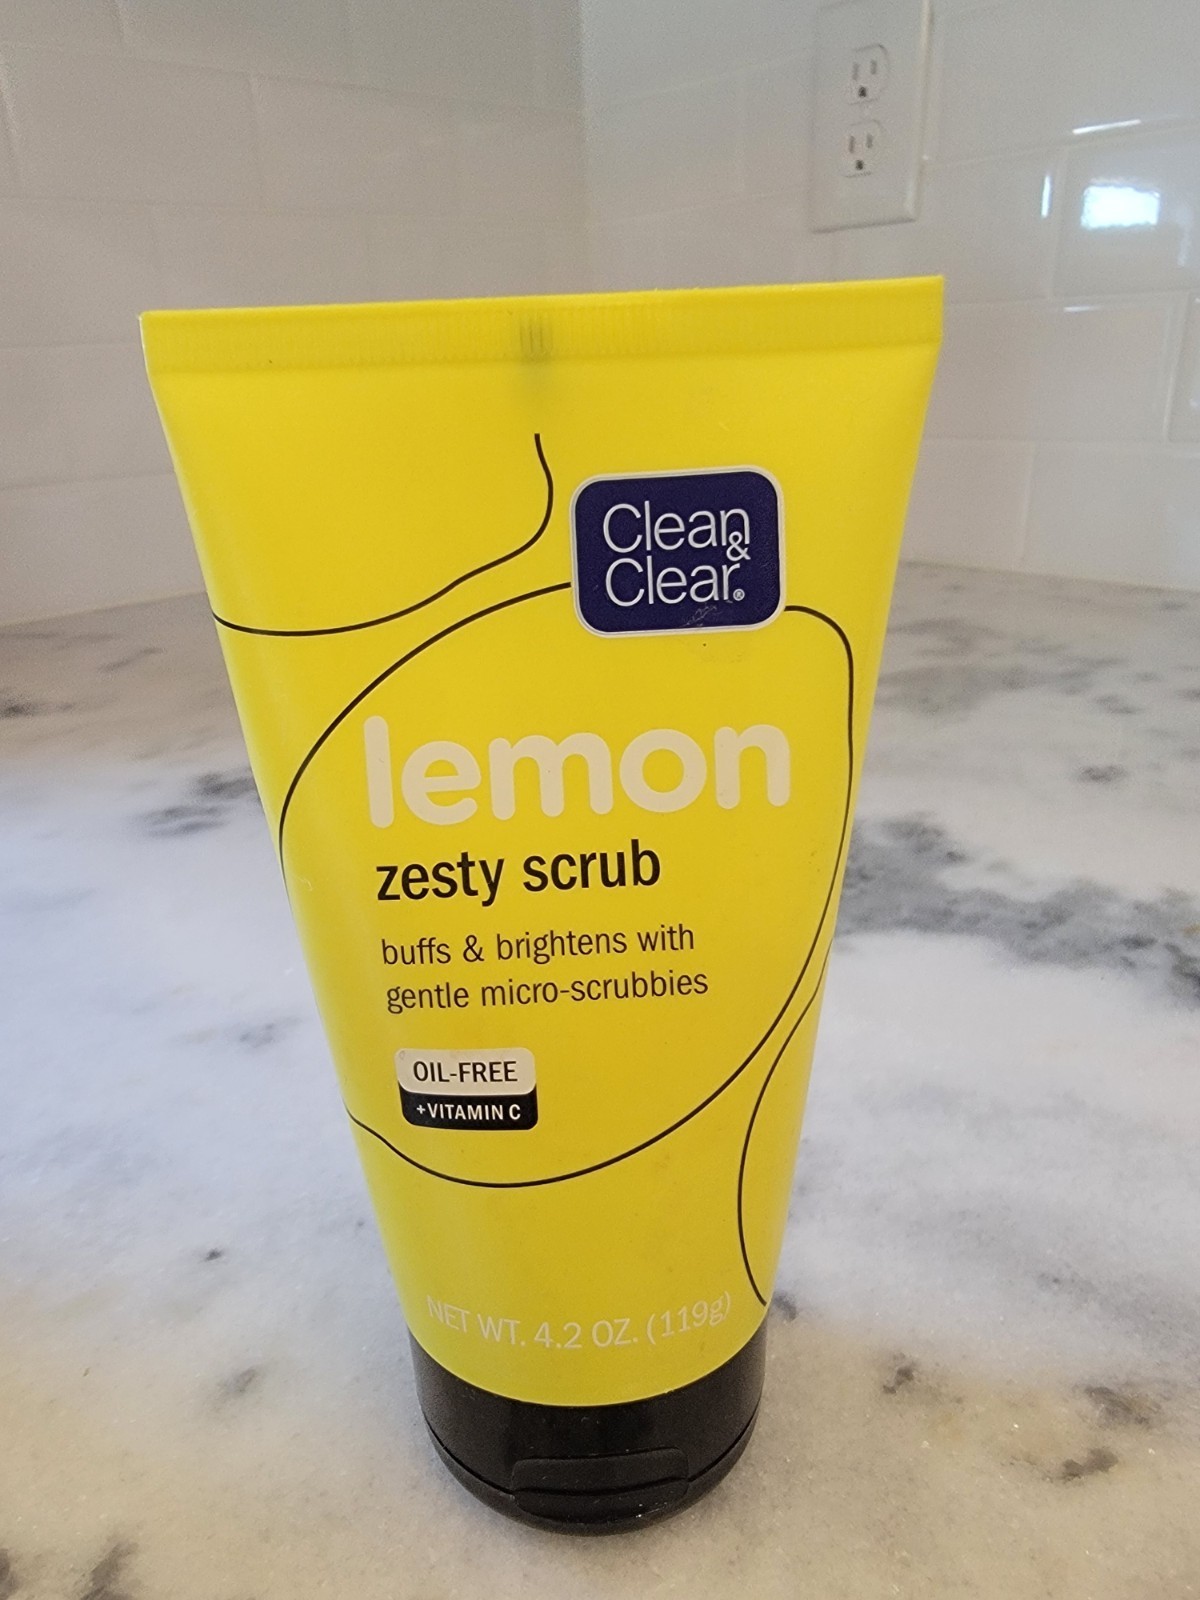 Clean
&
Clear®
lemon
zesty scrub
buffs & brightens with
gentle micro-scrubbies
OIL-FREE
+VITAMIN C
NET WT. 4.2 OZ. (119g)